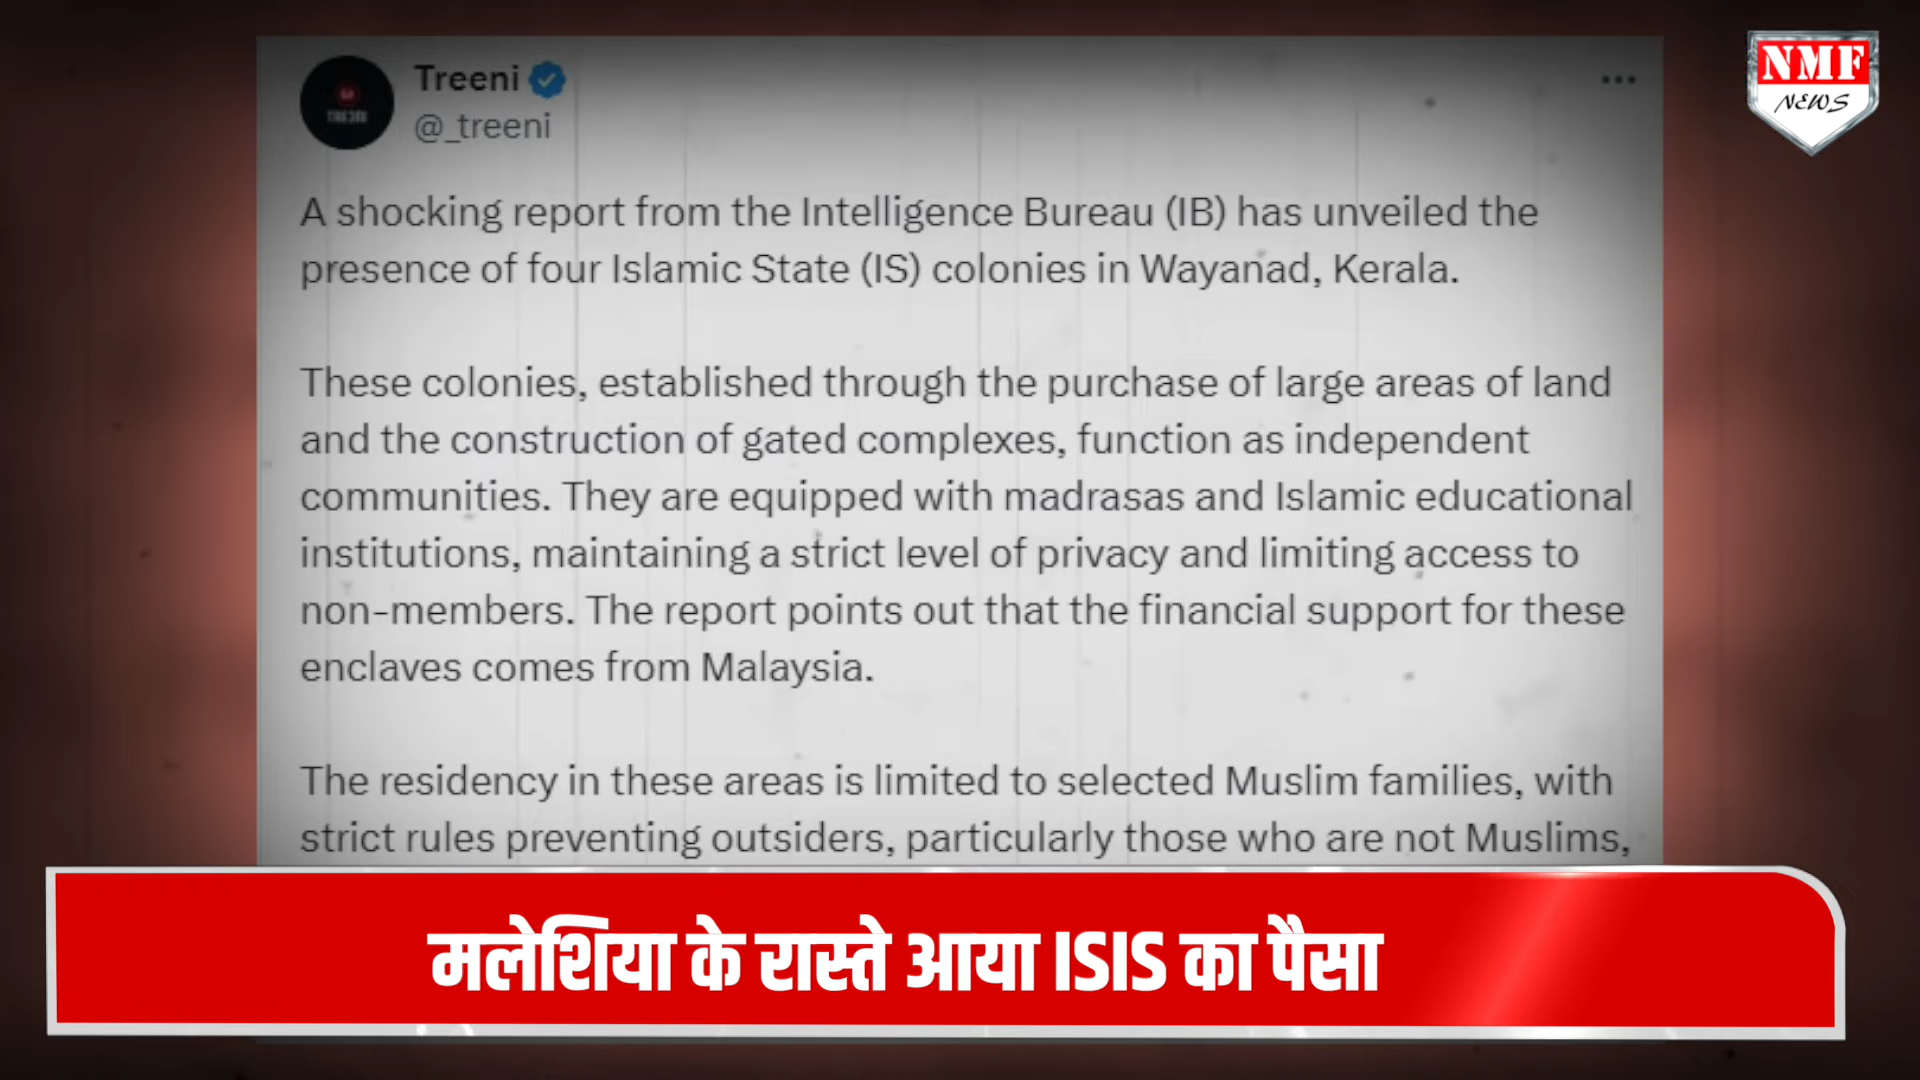 Treeni
@_treeni
NMF
NEWS
A shocking report from the Intelligence Bureau (IB) has unveiled the
presence of four Islamic State (IS) colonies in Wayanad, Kerala.
These colonies, established through the purchase of large areas of land
and the construction of gated complexes, function as independent
communities. They are equipped with madrasas and Islamic educational
institutions, maintaining a strict level of privacy and limiting access to
non-members. The report points out that the financial support for these
enclaves comes from Malaysia.
The residency in these areas is limited to selected Muslim families, with
strict rules preventing outsiders, particularly those who are not Muslims,
मलेशिया के रास्ते आया ISIS का पैसा